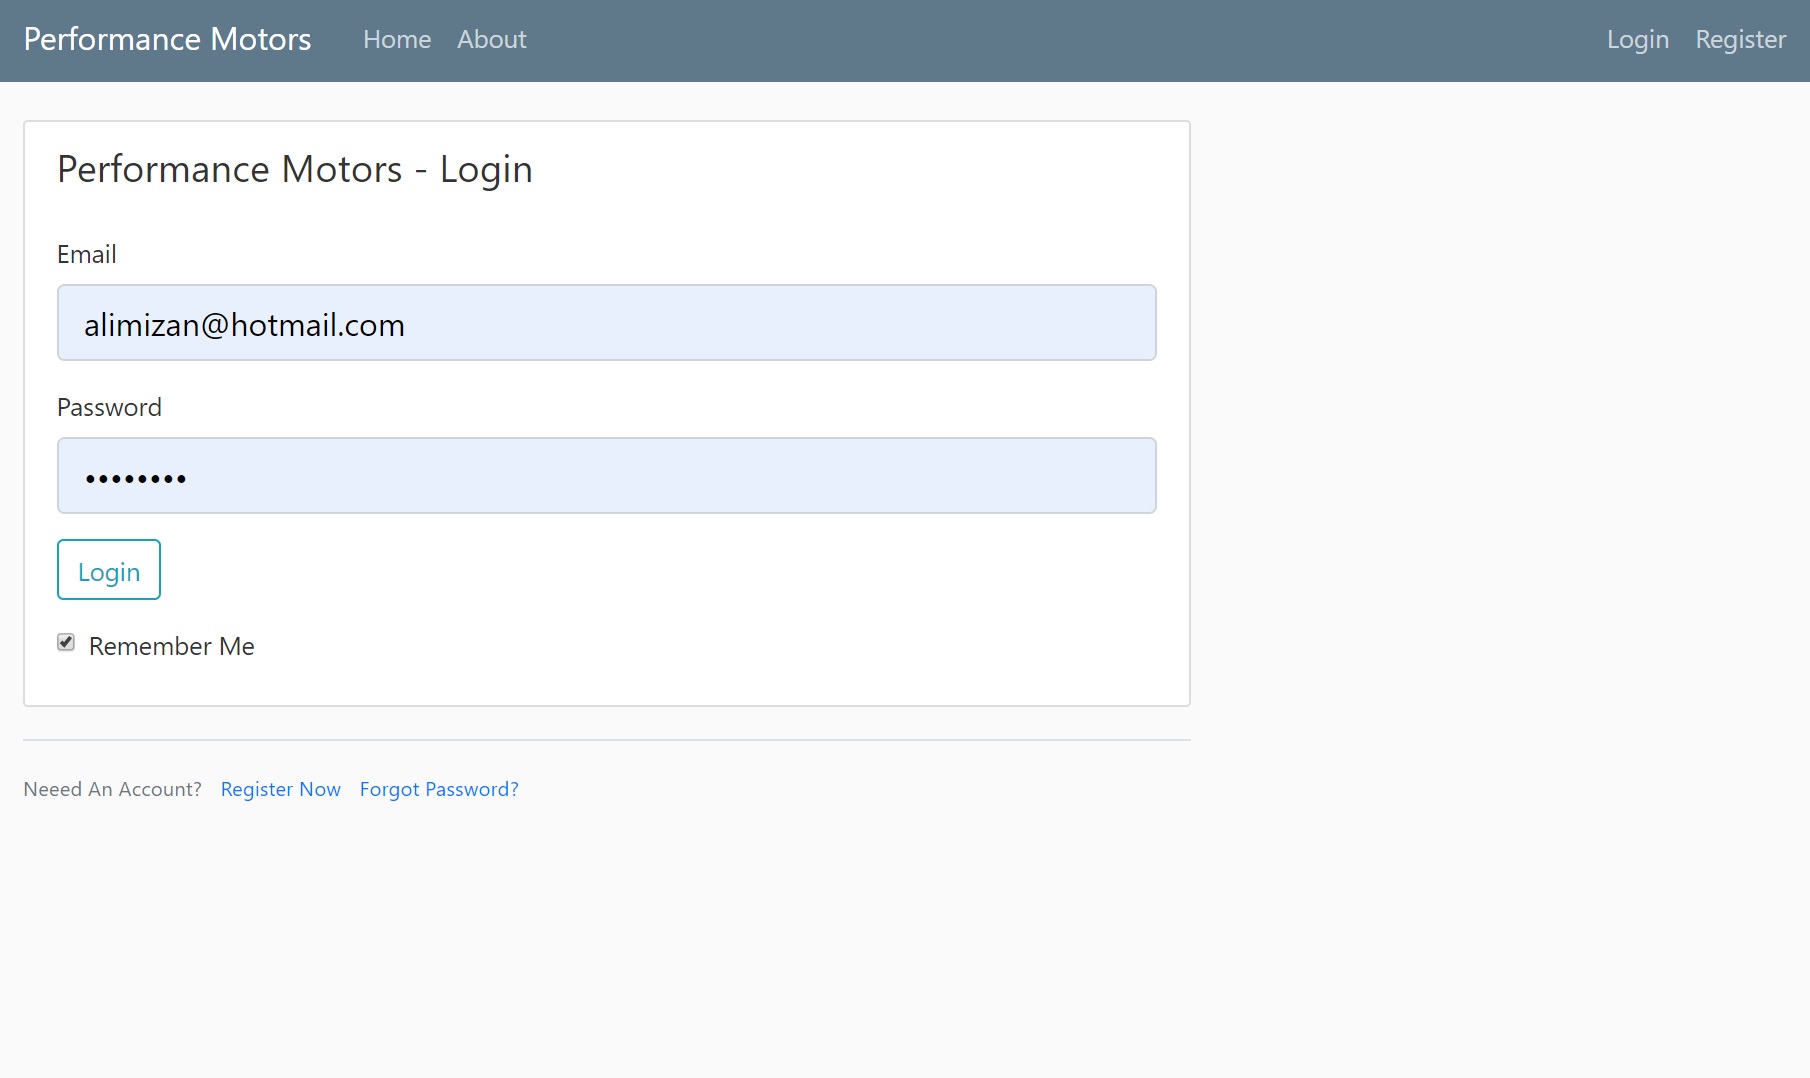 Performance Motors Home About Login Register
Performance Motors - Login
Email
alimizan@hotmail.com
Password
••••••••
Login
Remember Me
Neeed An Account? Register Now Forgot Password?